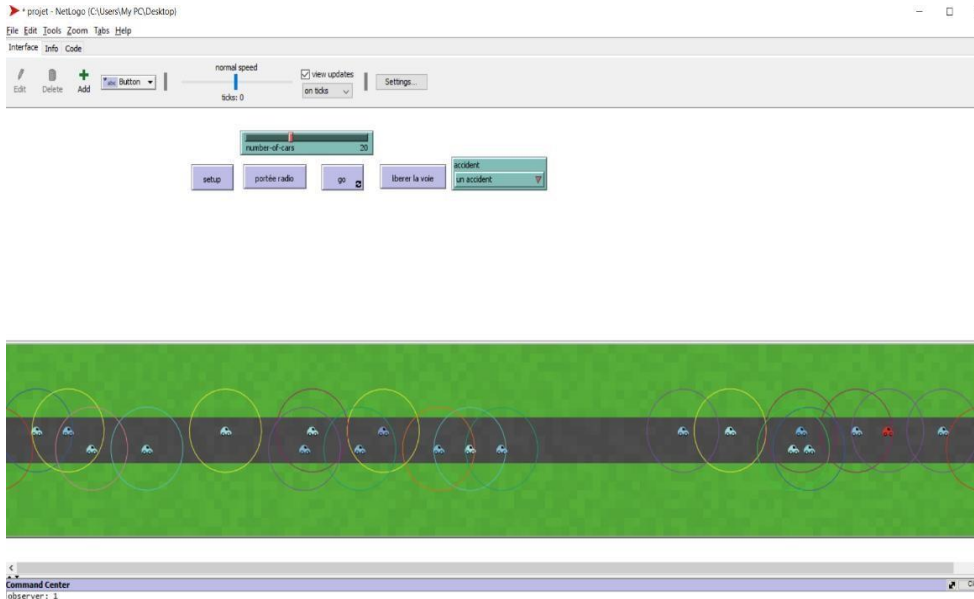 * projet - NetLogo {C:\Users\My PC\Desktop}
File Edit Tools Zoom Tabs Help
Interface Info Code
Edit Delete Add Button
normal speed
ticks: 0
view updates
on ticks
Settings...
number-of-cars 20
setup portée radio go liberer la voie
accident
un accident
Command Center
observer: 1